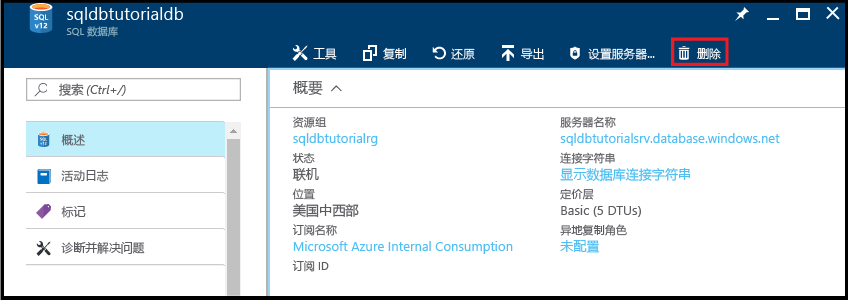 SQL
v12
sqldbtutorialdb
SQL 数据库
工具
复制
还原
导出
设置服务器...
删除
搜索 (Ctrl+/)
概述
活动日志
标记
诊断并解决问题
概要
资源组
sqldbtutorialrg
状态
联机
位置
美国中西部
订阅名称
Microsoft Azure Internal Consumption
订阅 ID
服务器名称
sqldbtutorialsrv.database.windows.net
连接字符串
显示数据库连接字符串
定价层
Basic (5 DTUs)
异地复制角色
未配置